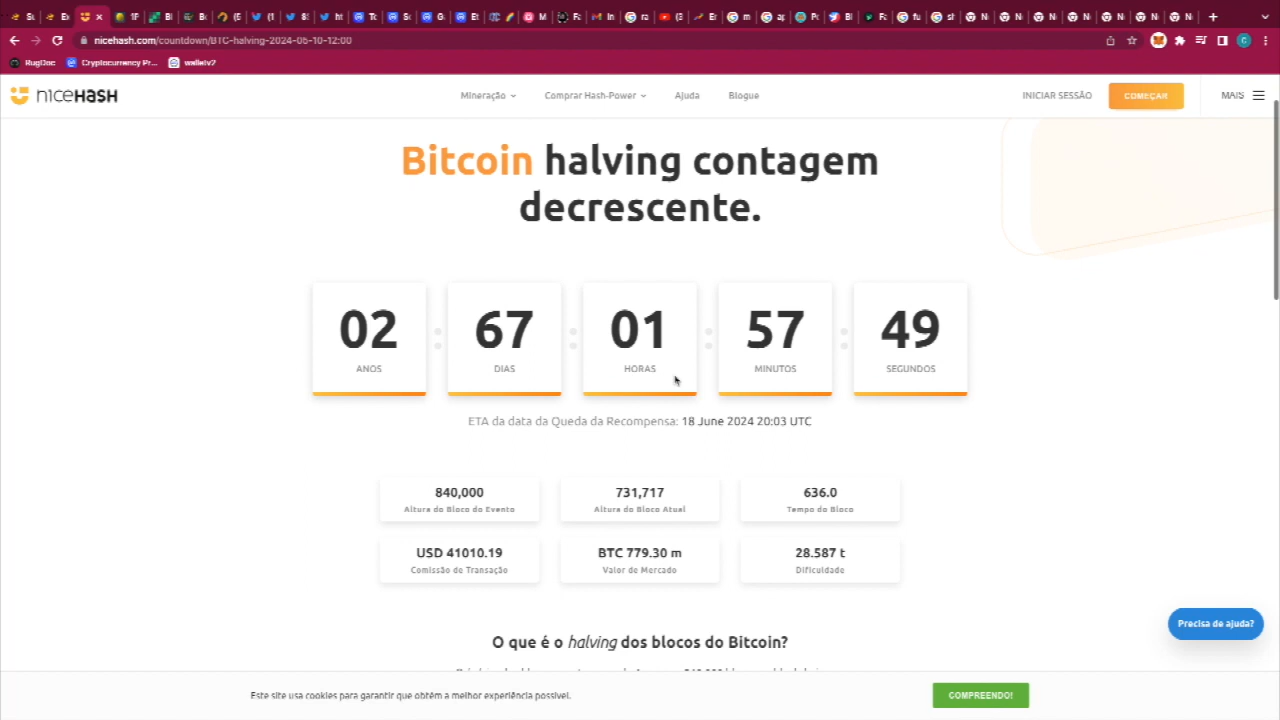 nicehash.com/countdown/BTC-halving-2024-06-10-12:00
RugDoc
Cryptocurrency Pr...
walletv2
niceHASH
Mineração
Comprar Hash-Power
Ajuda
Blogue
INICIAR SESSÃO
COMEÇAR
MAIS
Bitcoin halving contagem
decrescente.
02
67
01
57
49
ANOS
DIAS
HORAS
MINUTOS
SEGUNDOS
ETA da data da Queda da Recompensa: 18 June 2024 20:03 UTC
840,000
Altura do Bloco do Evento
731,717
Altura do Bloco Atual
636.0
Tempo do Bloco
USD 41010.19
Comissão de Transação
BTC 779.30 m
Valor de Mercado
28.587 t
Dificuldade
O que é o halving dos blocos do Bitcoin?
Precisa de ajuda?
Este site usa cookies para garantir que obtém a melhor experiência possível.
COMPREENDO!